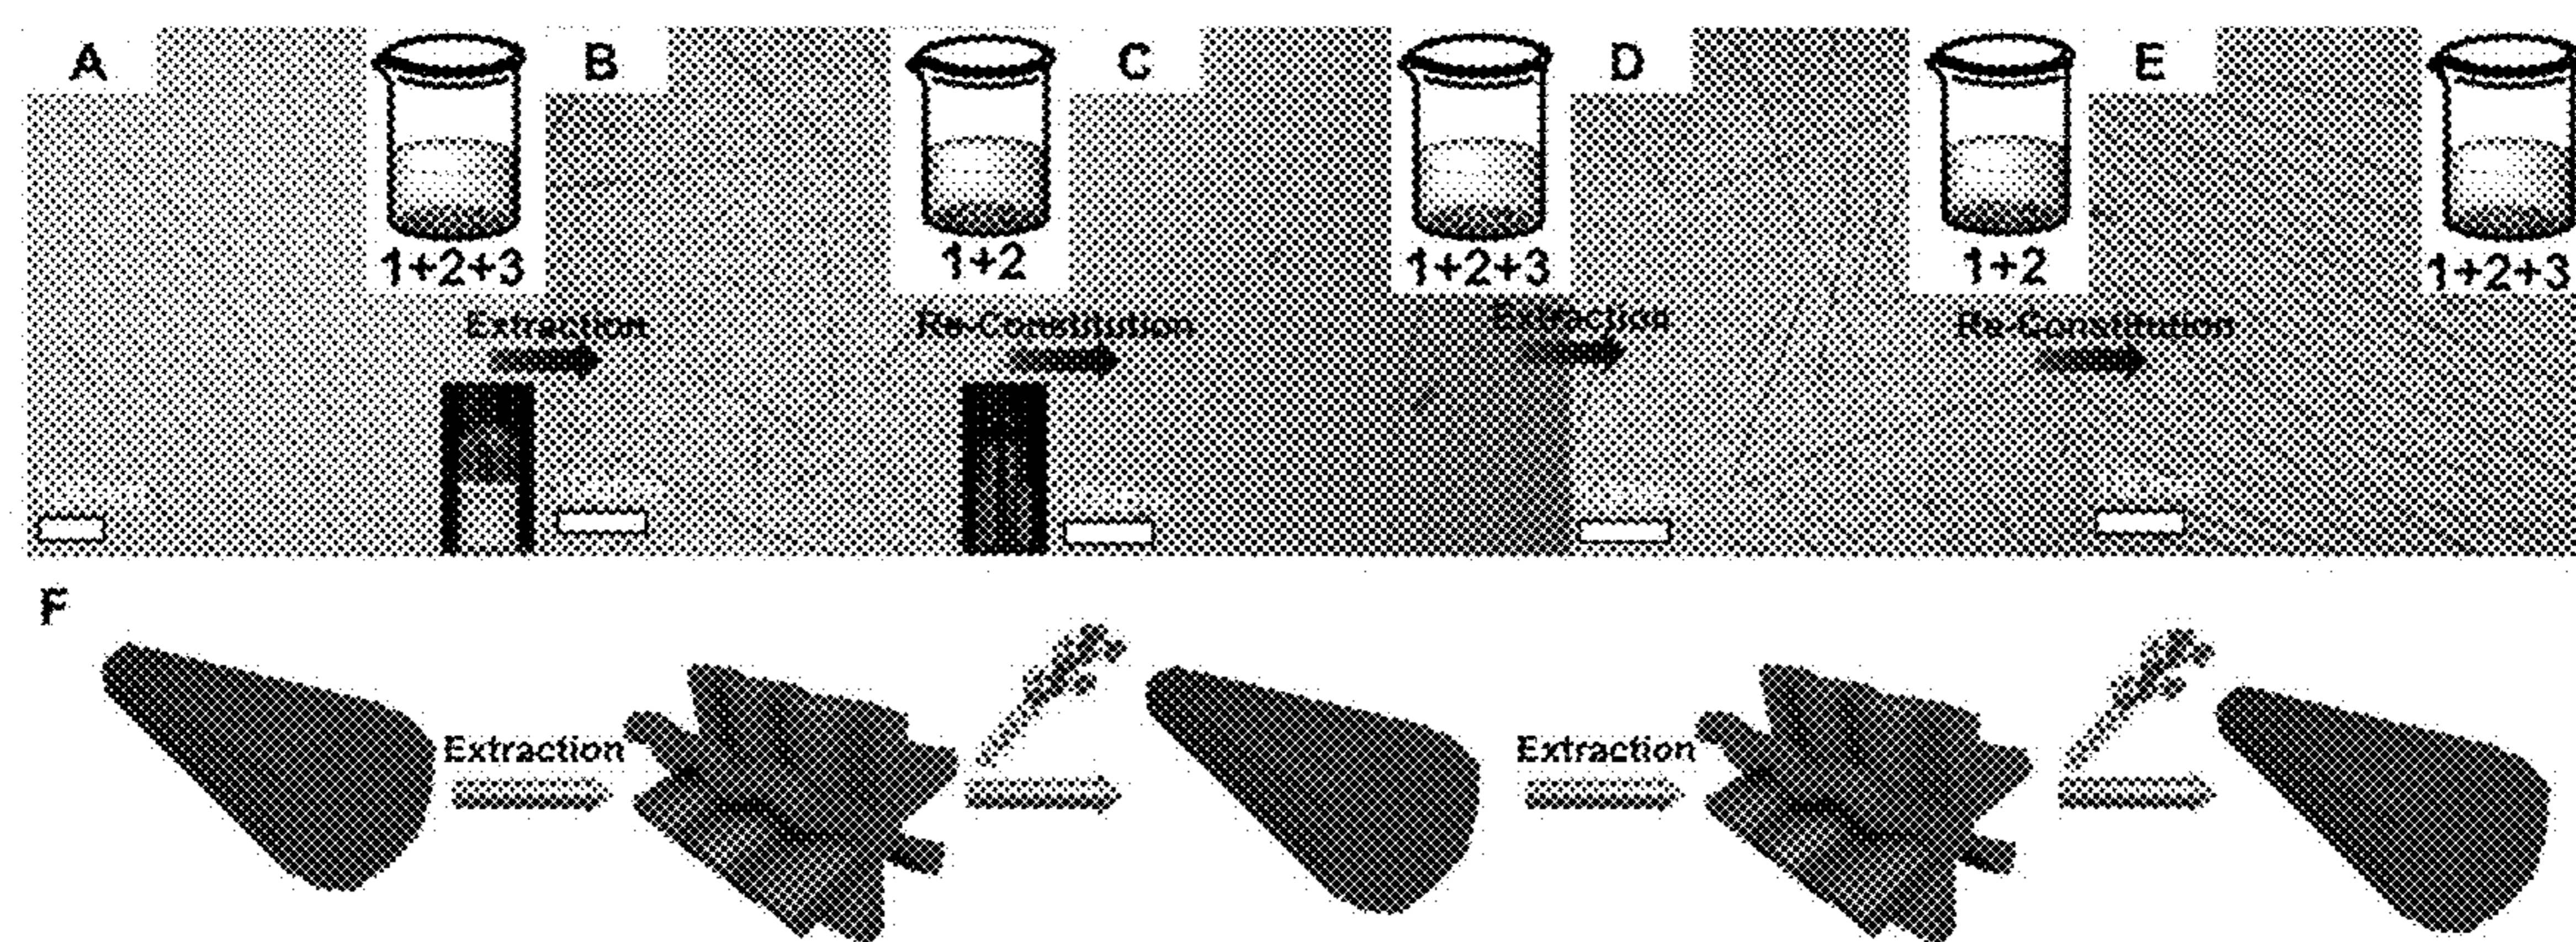 A
B
C
D
E
1+2+3
1+2
1+2+3
1+2
1+2+3
Extraction
Re-Constitution
Extraction
Re-Constitution
F
Extraction
Extraction